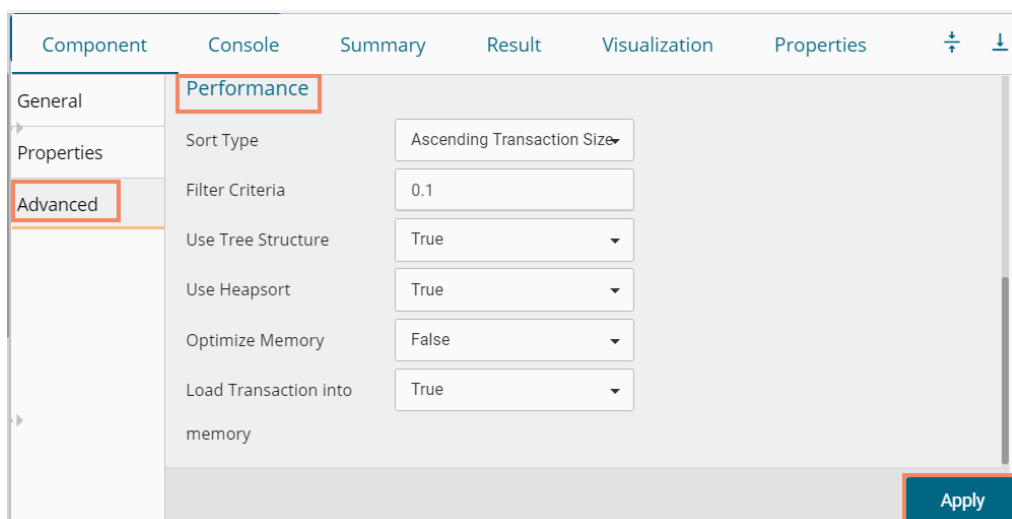 Component Console Summary Result Visualization Properties
General
Properties
Advanced
Performance
Sort Type Ascending Transaction Size
Filter Criteria 0.1
Use Tree Structure True
Use Heapsort True
Optimize Memory False
Load Transaction into True
memory
Apply